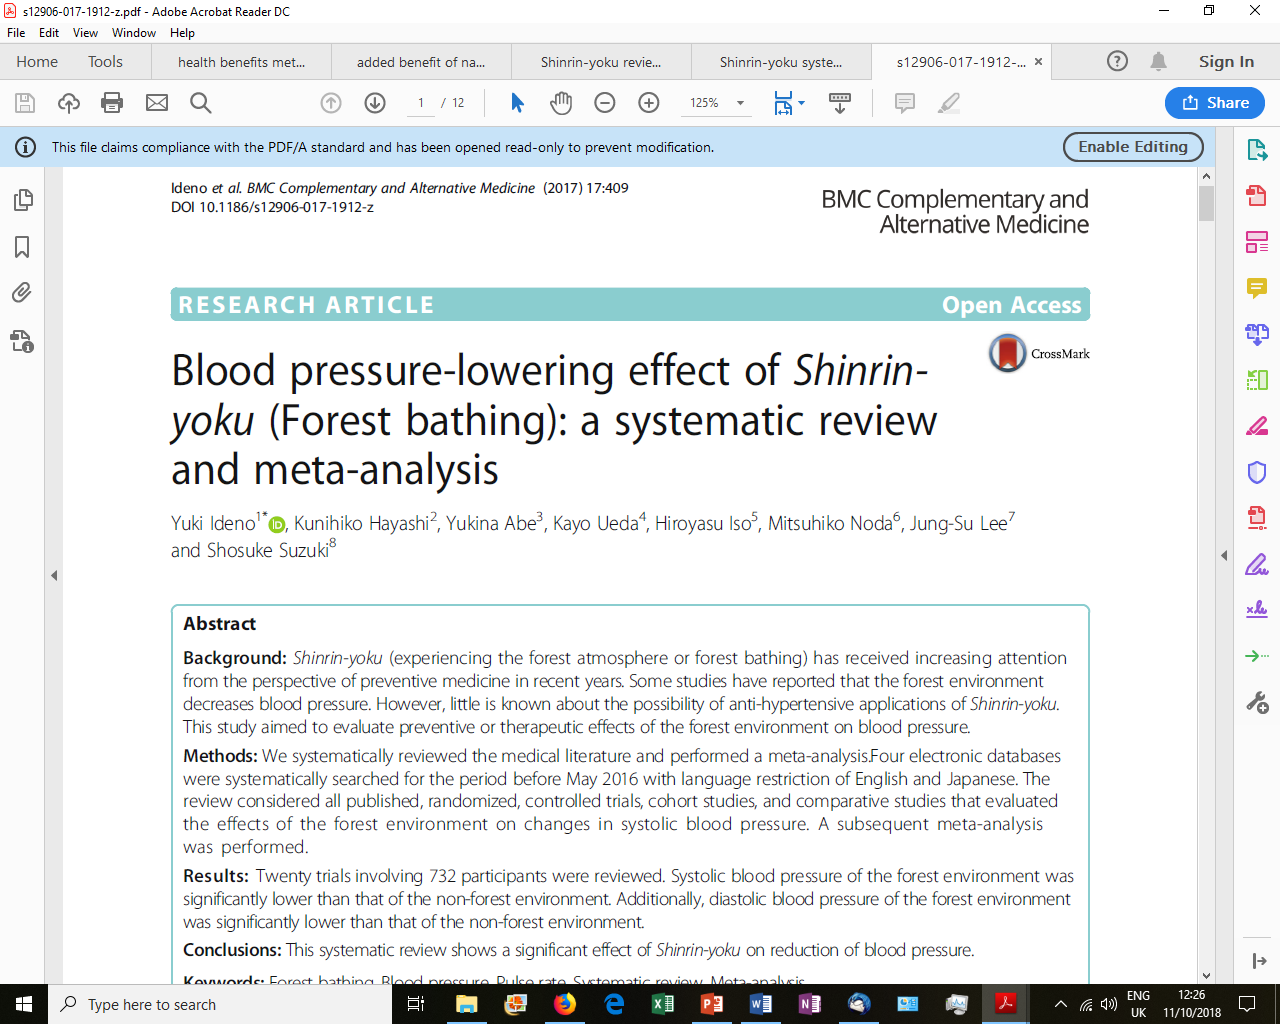 s12906-017-1912-z.pdf - Adobe Acrobat Reader DC
File Edit View Window Help
Home Tools health benefits met... added benefit of na... Shinrin-yoku revie... Shinrin-yoku syste... s12906-017-1912-... ×
? Sign In
1 / 12 125% Share
This file claims compliance with the PDF/A standard and has been opened read-only to prevent modification. Enable Editing
Ideno et al. BMC Complementary and Alternative Medicine (2017) 17:409
DOI 10.1186/s12906-017-1912-z
BMC Complementary and
Alternative Medicine
RESEARCH ARTICLE Open Access
CrossMark
Blood pressure-lowering effect of Shinrin-
yoku (Forest bathing): a systematic review
and meta-analysis
Yuki Ideno1* iD, Kunihiko Hayashi2, Yukina Abe3, Kayo Ueda4, Hiroyasu Iso5, Mitsuhiko Noda6, Jung-Su Lee7
and Shosuke Suzuki8
Abstract
Background: Shinrin-yoku (experiencing the forest atmosphere or forest bathing) has received increasing attention
from the perspective of preventive medicine in recent years. Some studies have reported that the forest environment
decreases blood pressure. However, little is known about the possibility of anti-hypertensive applications of Shinrin-yoku.
This study aimed to evaluate preventive or therapeutic effects of the forest environment on blood pressure.
Methods: We systematically reviewed the medical literature and performed a meta-analysis.Four electronic databases
were systematically searched for the period before May 2016 with language restriction of English and Japanese. The
review considered all published, randomized, controlled trials, cohort studies, and comparative studies that evaluated
the effects of the forest environment on changes in systolic blood pressure. A subsequent meta-analysis
was performed.
Results: Twenty trials involving 732 participants were reviewed. Systolic blood pressure of the forest environment was
significantly lower than that of the non-forest environment. Additionally, diastolic blood pressure of the forest environment
was significantly lower than that of the non-forest environment.
Conclusions: This systematic review shows a significant effect of Shinrin-yoku on reduction of blood pressure.
Keywords: Forest bathing, Blood pressure, Pulse rate, Systematic review, Meta-analysis
Type here to search
ENG
UK
12:26
11/10/2018